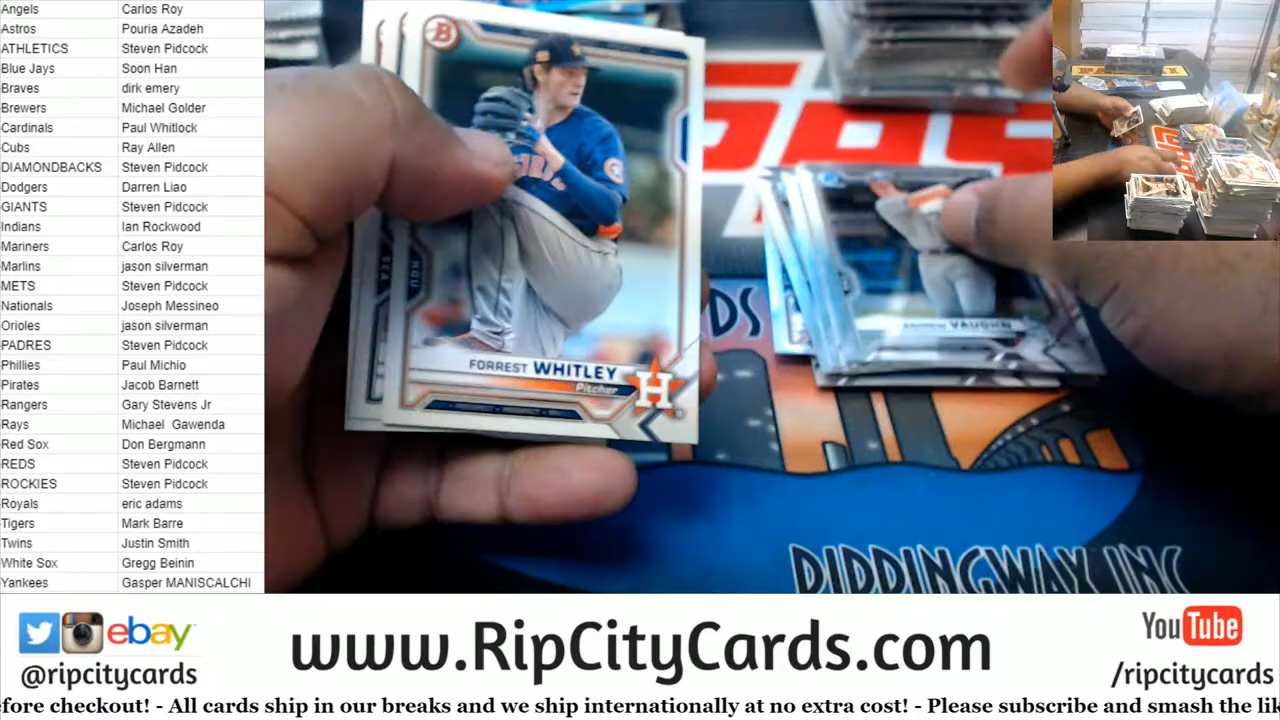 Angels Carlos Roy
Astros Pouria Azadeh
ATHLETICS Steven Pidcock
Blue Jays Soon Han
Braves dirk emery
Brewers Michael Golder
Cardinals Paul Whitlock
Cubs Ray Allen
DIAMONDBACKS Steven Pidcock
Dodgers Darren Liao
GIANTS Steven Pidcock
Indians Ian Rockwood
Mariners Carlos Roy
Marlins jason silverman
METS Steven Pidcock
Nationals Joseph Messineo
Orioles jason silverman
PADRES Steven Pidcock
Phillies Paul Michio
Pirates Jacob Barnett
Rangers Gary Stevens Jr
Rays Michael Gawenda
Red Sox Don Bergmann
REDS Steven Pidcock
ROCKIES Steven Pidcock
Royals eric adams
Tigers Mark Barre
Twins Justin Smith
White Sox Gregg Beinin
Yankees Gasper MANISCALCHI
B
HOU
SEA
FORREST WHITLEY
Pitcher
H
VAUGHN
DS
RIPPINGWAX INC
ebay
@ripcitycards
www.RipCityCards.com
YouTube
/ripcitycards
efore checkout! - All cards ship in our breaks and we ship internationally at no extra cost! - Please subscribe and smash the lik